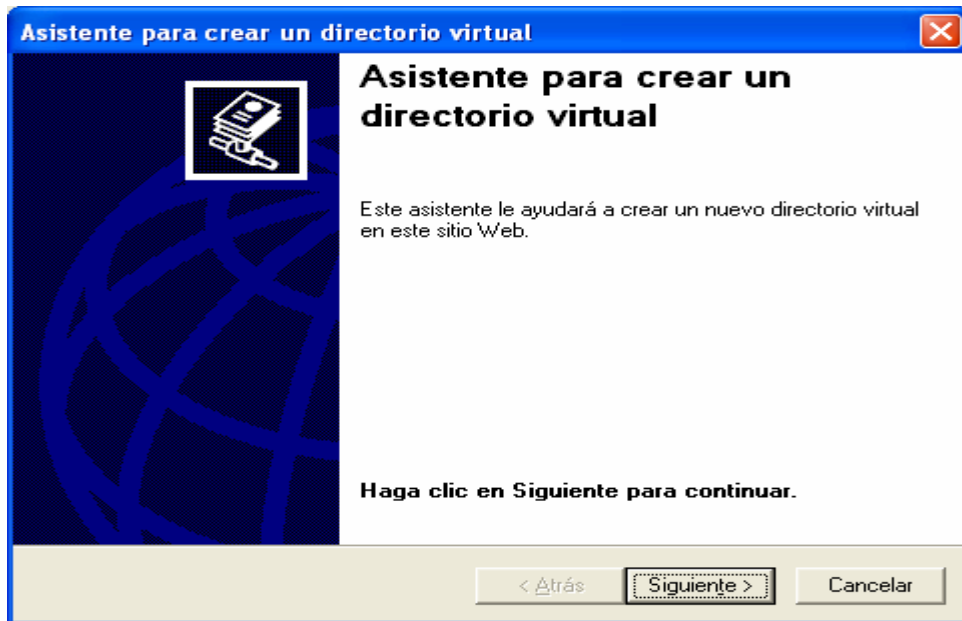 Asistente para crear un directorio virtual
Asistente para crear un
directorio virtual
Este asistente le ayudará a crear un nuevo directorio virtual
en este sitio Web.
Haga clic en Siguiente para continuar.
< Atrás
Siguiente >
Cancelar